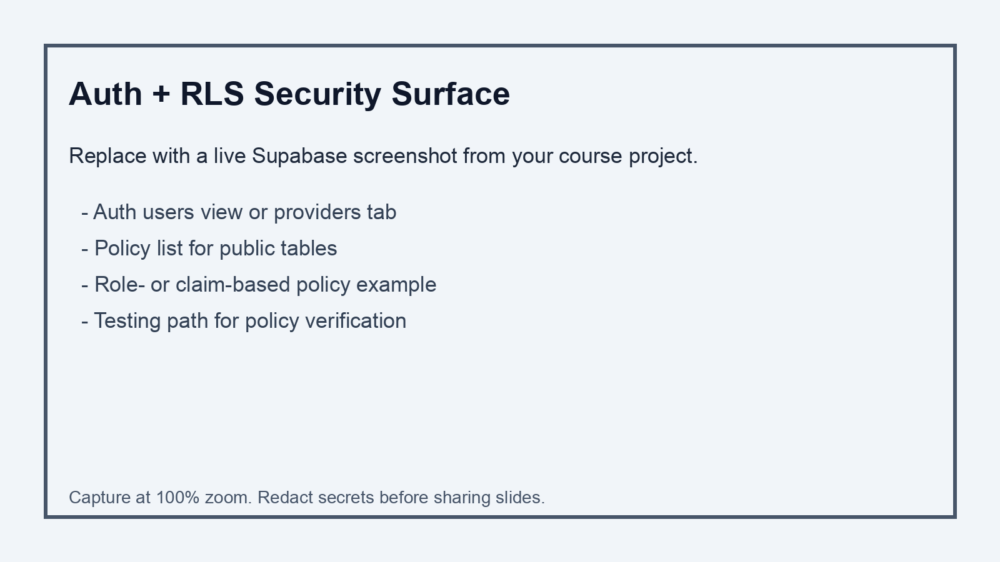 Auth + RLS Security Surface
Replace with a live Supabase screenshot from your course project.
- Auth users view or providers tab
- Policy list for public tables
- Role- or claim-based policy example
- Testing path for policy verification
Capture at 100% zoom. Redact secrets before sharing slides.